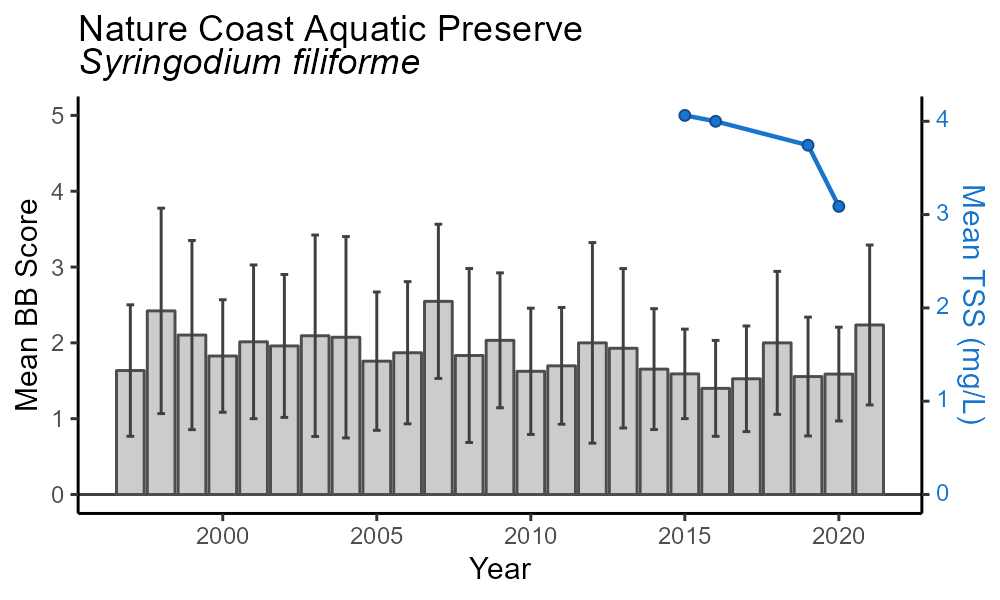 Nature Coast Aquatic Preserve
Syringodium filiforme
Mean BB Score
5
4
3
2
1
0
Mean TSS (mg/L)
4
3
2
1
0
2000 2005 2010 2015 2020
Year